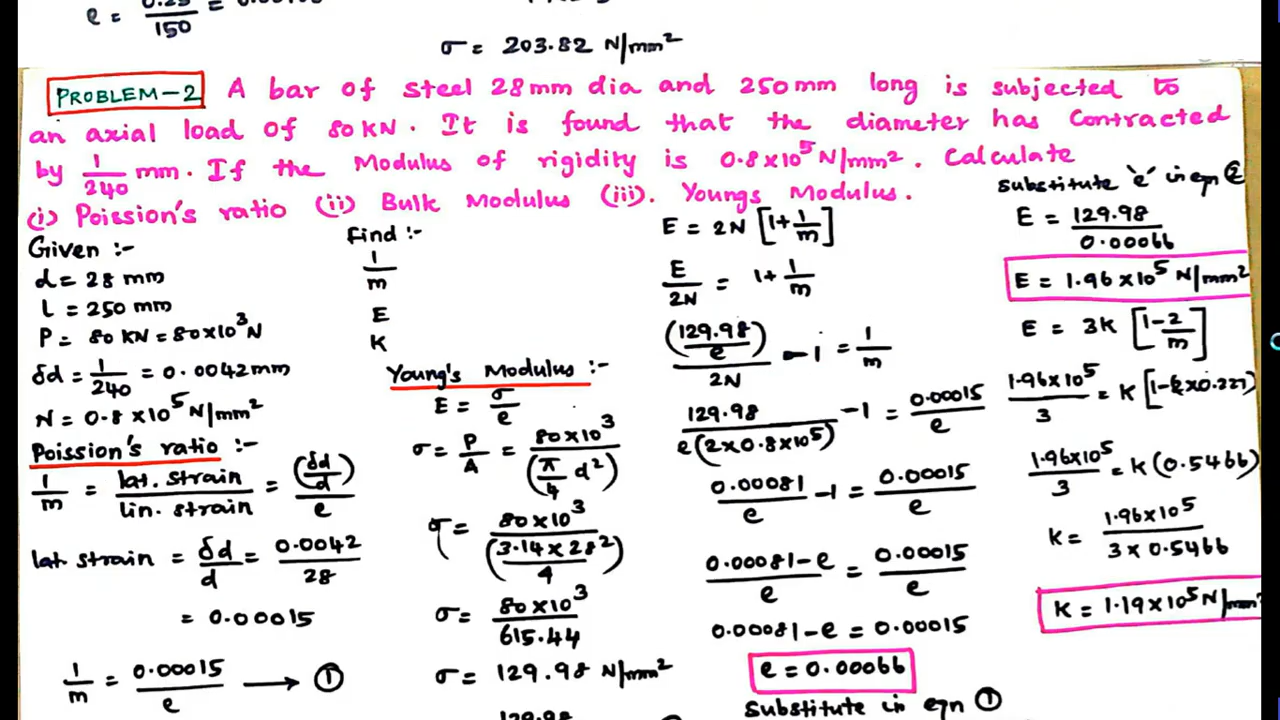 e = 0.25/150 =
σ = 203.82 N/mm²
PROBLEM-2 A bar of steel 28mm dia and 250mm long is subjected to
an axial load of 80KN. It is found that the diameter has contracted
by 1/240 mm. If the Modulus of rigidity is 0.8×10⁵ N/mm². Calculate
(i) Poission's ratio (ii) Bulk Modulus (iii). Youngs Modulus.
Given :-
d = 28 mm
l = 250 mm
P = 80 KN = 80×10³ N
δd = 1/240 = 0.0042mm
N = 0.8 × 10⁵ N/mm²
Poission's ratio :-
1/m = lat. strain/lin. strain = (δd/d)/e
lat. strain = δd/d = 0.0042/28
= 0.00015
1/m = 0.00015/e → ①
Find :-
1/m
E
K
Young's Modulus :-
E = σ/e
σ = P/A = 80×10³/(π/4 d²)
σ = 80×10³/(3.14×28²/4)
σ = 80×10³/615.44
σ = 129.98 N/mm²
129.98
E = 2N [1+1/m]
E/2N = 1+1/m
(129.98/e)/2N - 1 = 1/m
129.98/e(2×0.8×10⁵) -1 = 0.00015/e
0.00081/e -1 = 0.00015/e
0.00081-e/e = 0.00015/e
0.00081-e = 0.00015
e = 0.00066
Substitute in eqn ①
Substitute 'e' in eqn ②
E = 129.98/0.00066
E = 1.96 ×10⁵ N/mm²
E = 3K [1-2/m]
1.96×10⁵/3 = K [1-(2×0.227)
1.96×10⁵/3 = K(0.5466)
K = 1.96×10⁵/3×0.5466
K = 1.19×10⁵ N/mm²